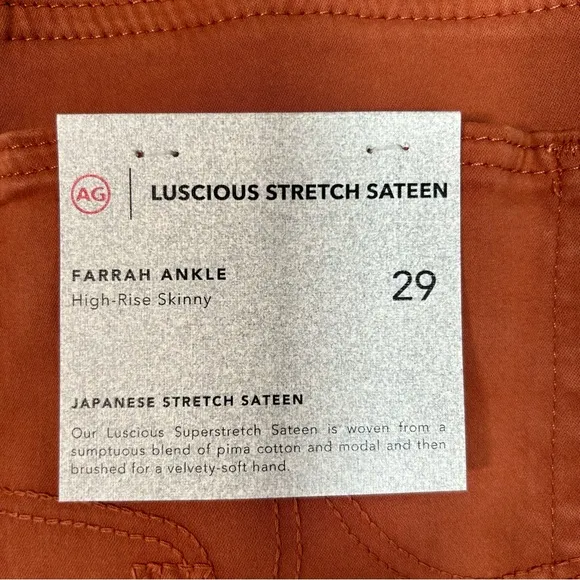 AG LUSCIOUS STRETCH SATEEN
FARRAH ANKLE
High-Rise Skinny
29
JAPANESE STRETCH SATEEN
Our Luscious Superstretch Sateen is woven from a
sumptuous blend of pima cotton and modal and then
brushed for a velvety-soft hand.